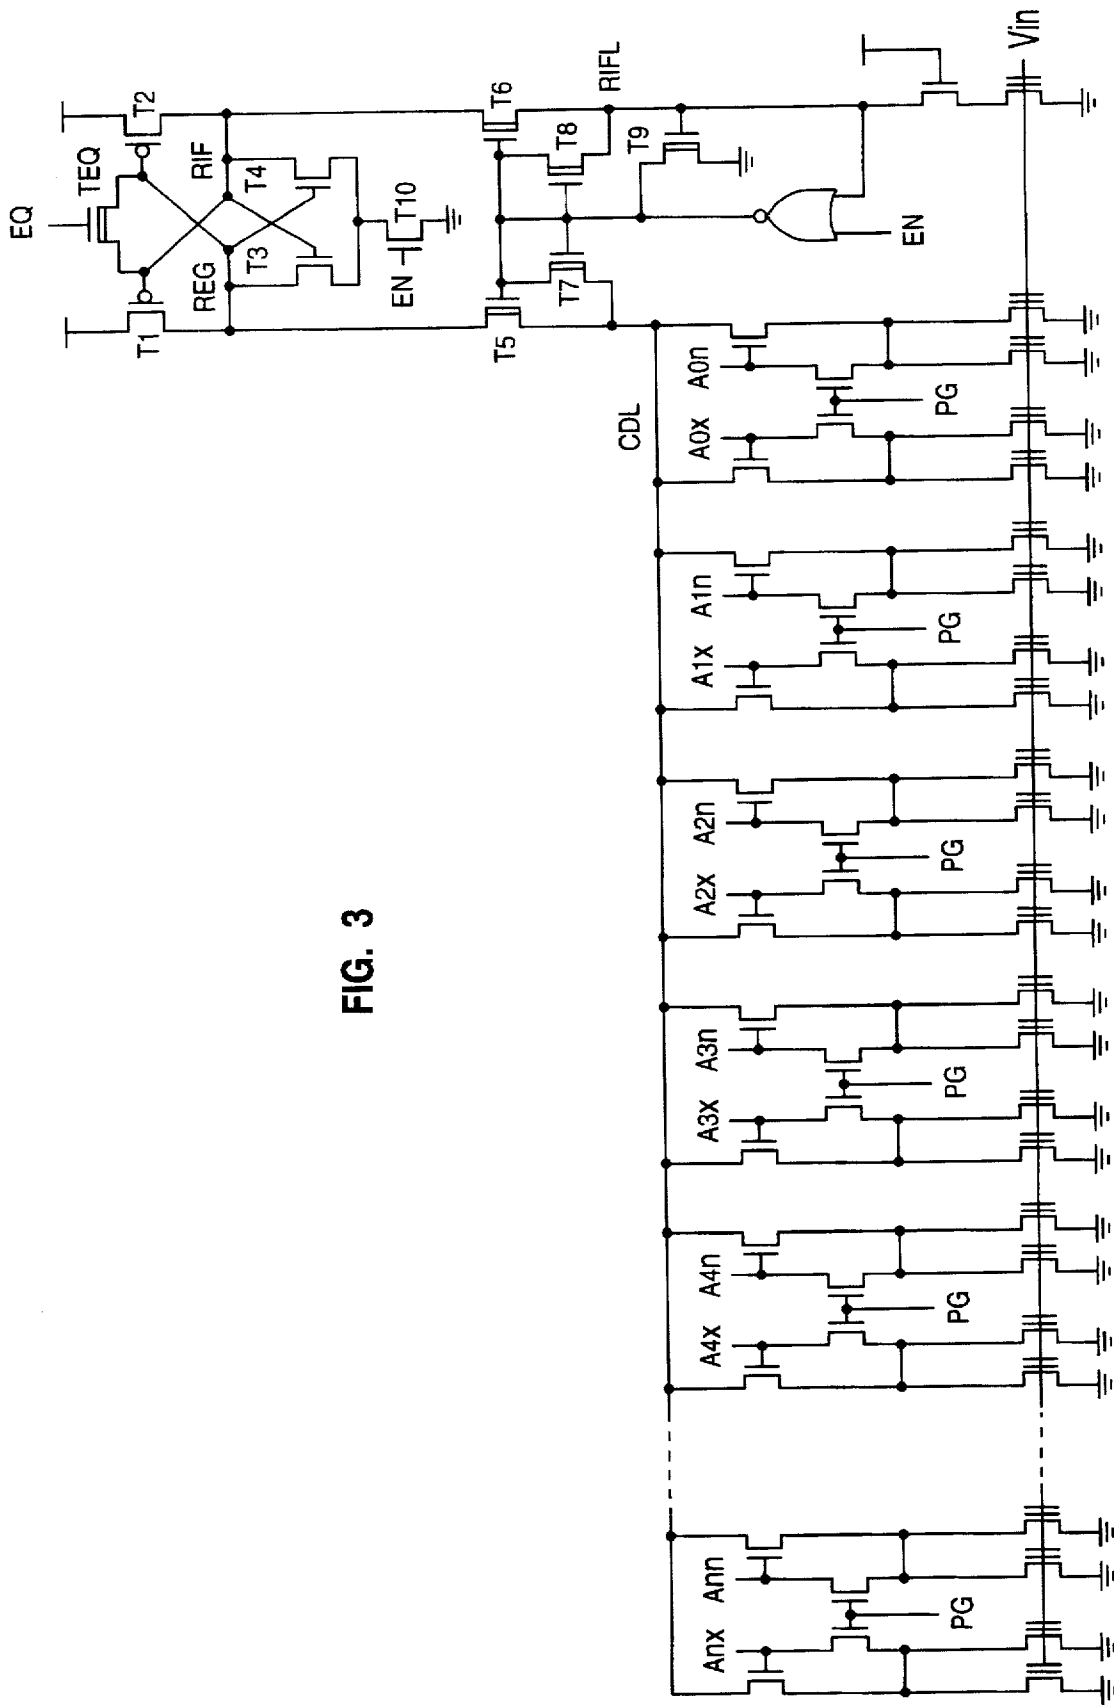 EQ
TEQ
T1
T2
REG
RIF
T3
T4
EN
T10
T5
T6
T7
T8
RIFL
T9
EN
CDL
Vin
FIG. 3
Anx
Ann
PG
A4x
A4n
PG
A3x
A3n
PG
A2x
A2n
PG
A1x
A1n
PG
A0x
A0n
PG